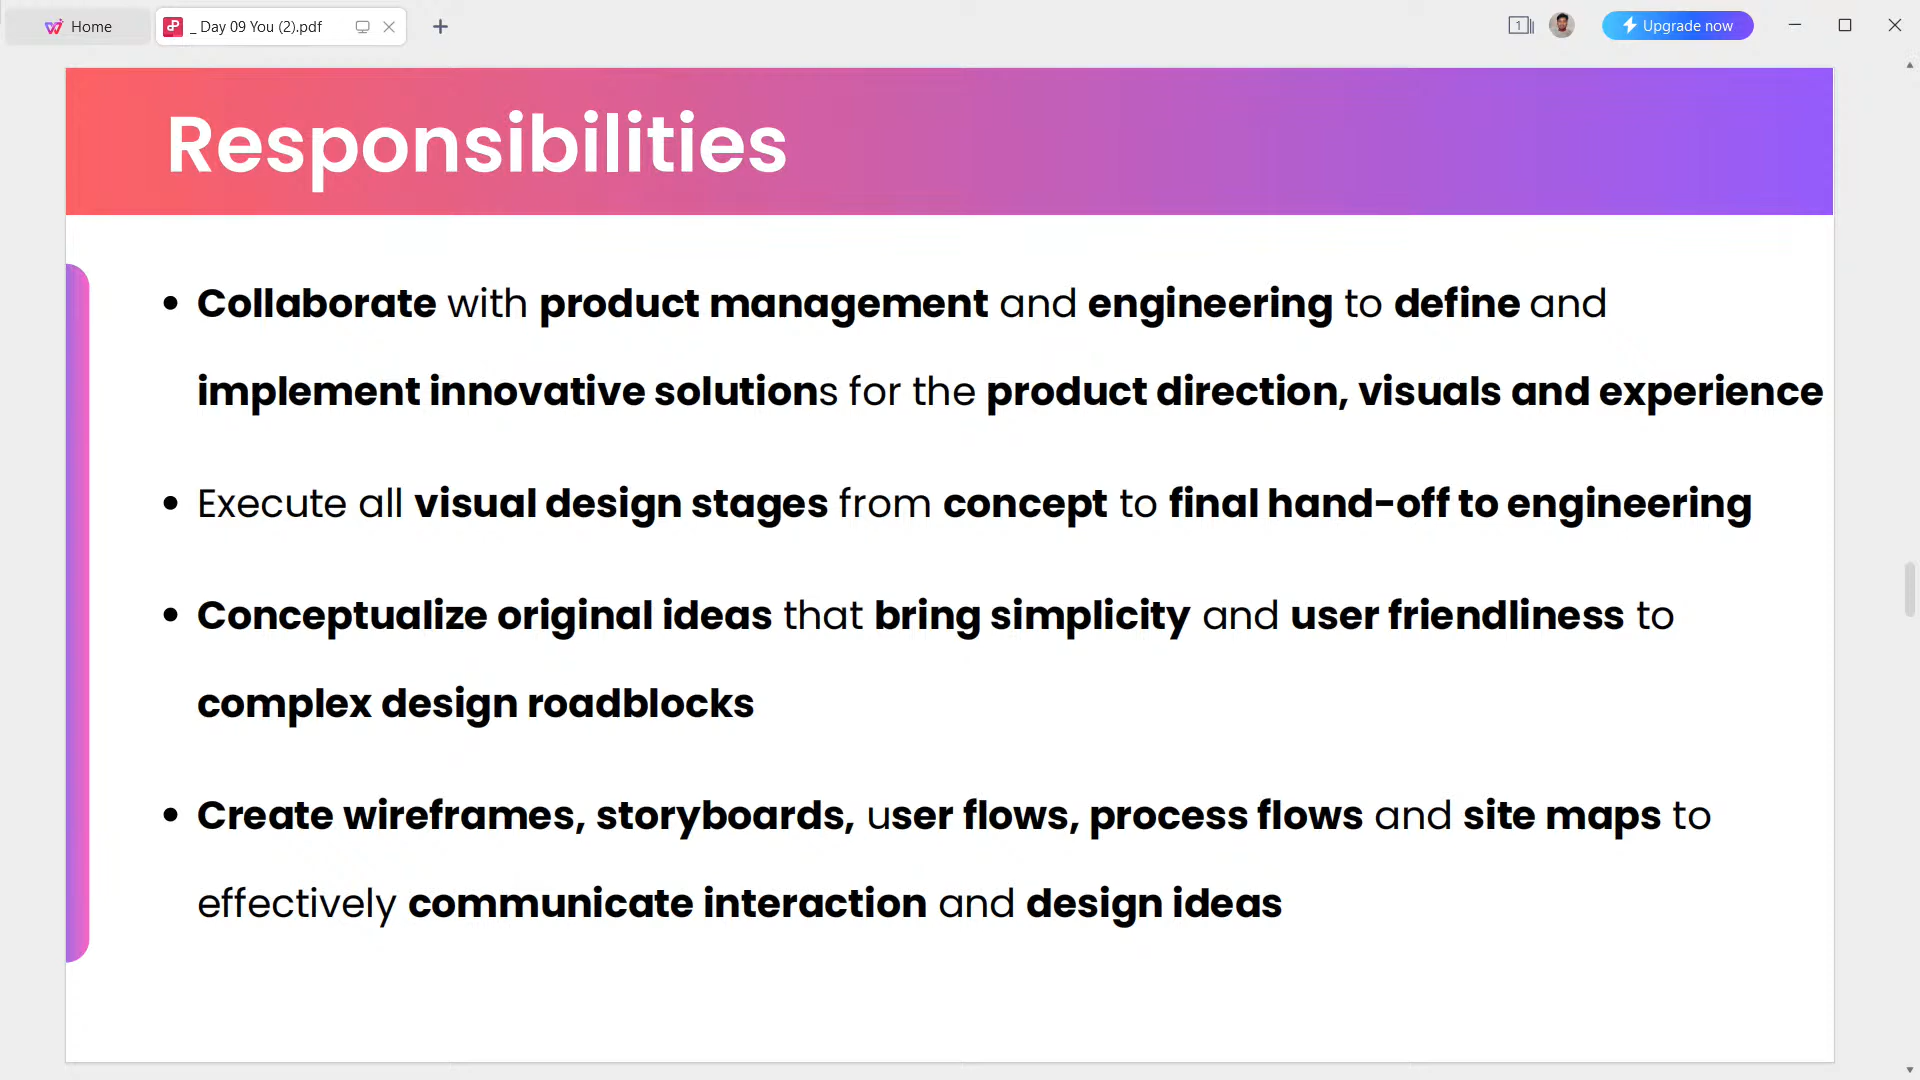 Home
_ Day 09 You (2).pdf
1
Upgrade now
Responsibilities
• Collaborate with product management and engineering to define and
implement innovative solutions for the product direction, visuals and experience
• Execute all visual design stages from concept to final hand-off to engineering
• Conceptualize original ideas that bring simplicity and user friendliness to
complex design roadblocks
• Create wireframes, storyboards, user flows, process flows and site maps to
effectively communicate interaction and design ideas